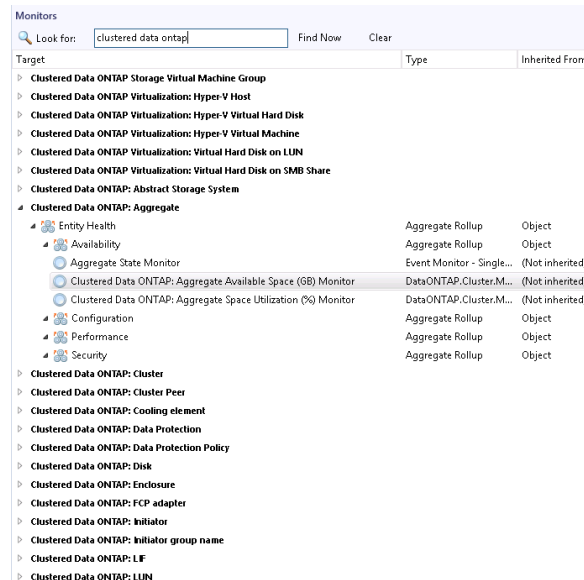 Monitors
Look for: clustered data ontap Find Now Clear
Target Type Inherited From
Clustered Data ONTAP Storage Virtual Machine Group
Clustered Data ONTAP Virtualization: Hyper-V Host
Clustered Data ONTAP Virtualization: Hyper-V Virtual Hard Disk
Clustered Data ONTAP Virtualization: Hyper-V Virtual Machine
Clustered Data ONTAP Virtualization: Virtual Hard Disk on LUN
Clustered Data ONTAP Virtualization: Virtual Hard Disk on SMB Share
Clustered Data ONTAP: Abstract Storage System
Clustered Data ONTAP: Aggregate
Entity Health Aggregate Rollup Object
Availability Aggregate Rollup Object
Aggregate State Monitor Event Monitor - Single... (Not inherited
Clustered Data ONTAP: Aggregate Available Space (GB) Monitor DataONTAP.Cluster.M... (Not inherited
Clustered Data ONTAP: Aggregate Space Utilization (%) Monitor DataONTAP.Cluster.M... (Not inherited
Configuration Aggregate Rollup Object
Performance Aggregate Rollup Object
Security Aggregate Rollup Object
Clustered Data ONTAP: Cluster
Clustered Data ONTAP: Cluster Peer
Clustered Data ONTAP: Cooling element
Clustered Data ONTAP: Data Protection
Clustered Data ONTAP: Data Protection Policy
Clustered Data ONTAP: Disk
Clustered Data ONTAP: Enclosure
Clustered Data ONTAP: FCP adapter
Clustered Data ONTAP: Initiator
Clustered Data ONTAP: Initiator group name
Clustered Data ONTAP: LIF
Clustered Data ONTAP: LUN